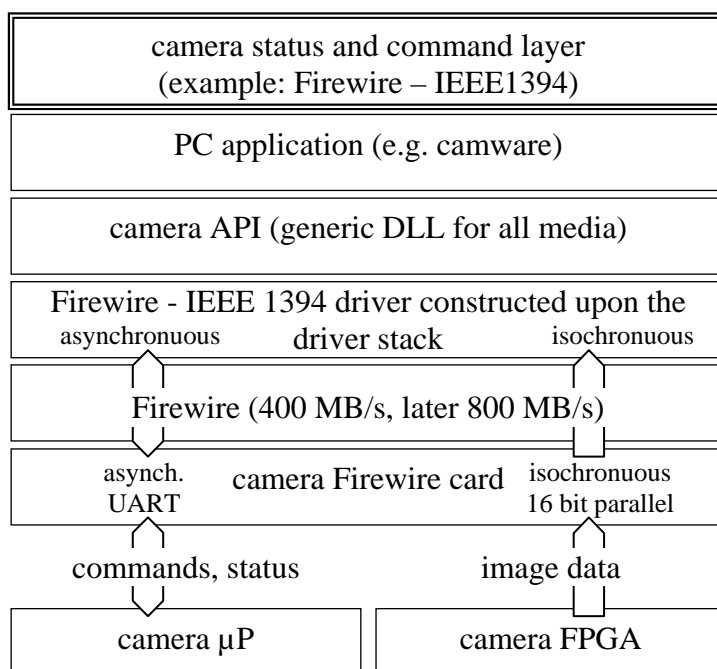 camera status and command layer
(example: Firewire – IEEE1394)
PC application (e.g. camware)
camera API (generic DLL for all media)
Firewire - IEEE 1394 driver constructed upon the
asynchronuous driver stack isochronuous
Firewire (400 MB/s, later 800 MB/s)
asynch. camera Firewire card isochronuous
UART 16 bit parallel
commands, status image data
camera µP camera FPGA